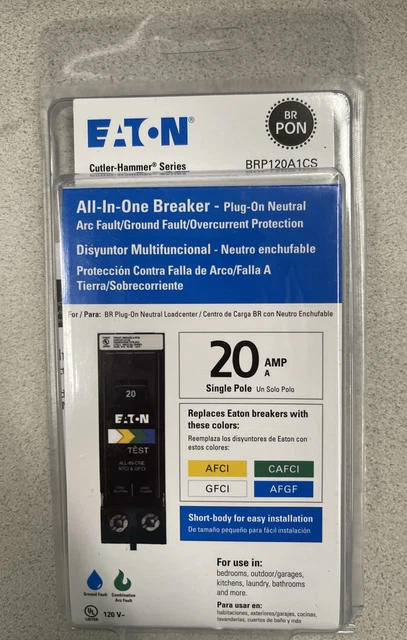 BR
PON
EATON
Cutler-Hammer® Series
BRP120A1CS
All-In-One Breaker - Plug-On Neutral
Arc Fault/Ground Fault/Overcurrent Protection
Disyuntor Multifuncional - Neutro enchufable
Protección Contra Falla de Arco/Falla A
Tierra/Sobrecorriente
For / Para: BR Plug-On Neutral Loadcenter / Centro de Carga BR con Neutro Enchufable
20 AMP
A
Single Pole Un Solo Polo
20
EATON
TEST
ALL-IN-ONE
AFCI & GFCI
Replaces Eaton breakers with
these colors:
Reemplaza los disyuntores de Eaton con
estos colores:
AFCI CAFCI
GFCI AFGF
Short-body for easy installation
De tamaño pequeño para fácil instalación
For use in:
bedrooms, outdoor/garages,
kitchens, laundry, bathrooms
and more.
Para usar en:
habitaciones, exteriores/garajes, cocinas,
lavanderías, cuartos de baño y más
Ground Fault
Combination
Arc Fault
UL
LISTED
120 V~